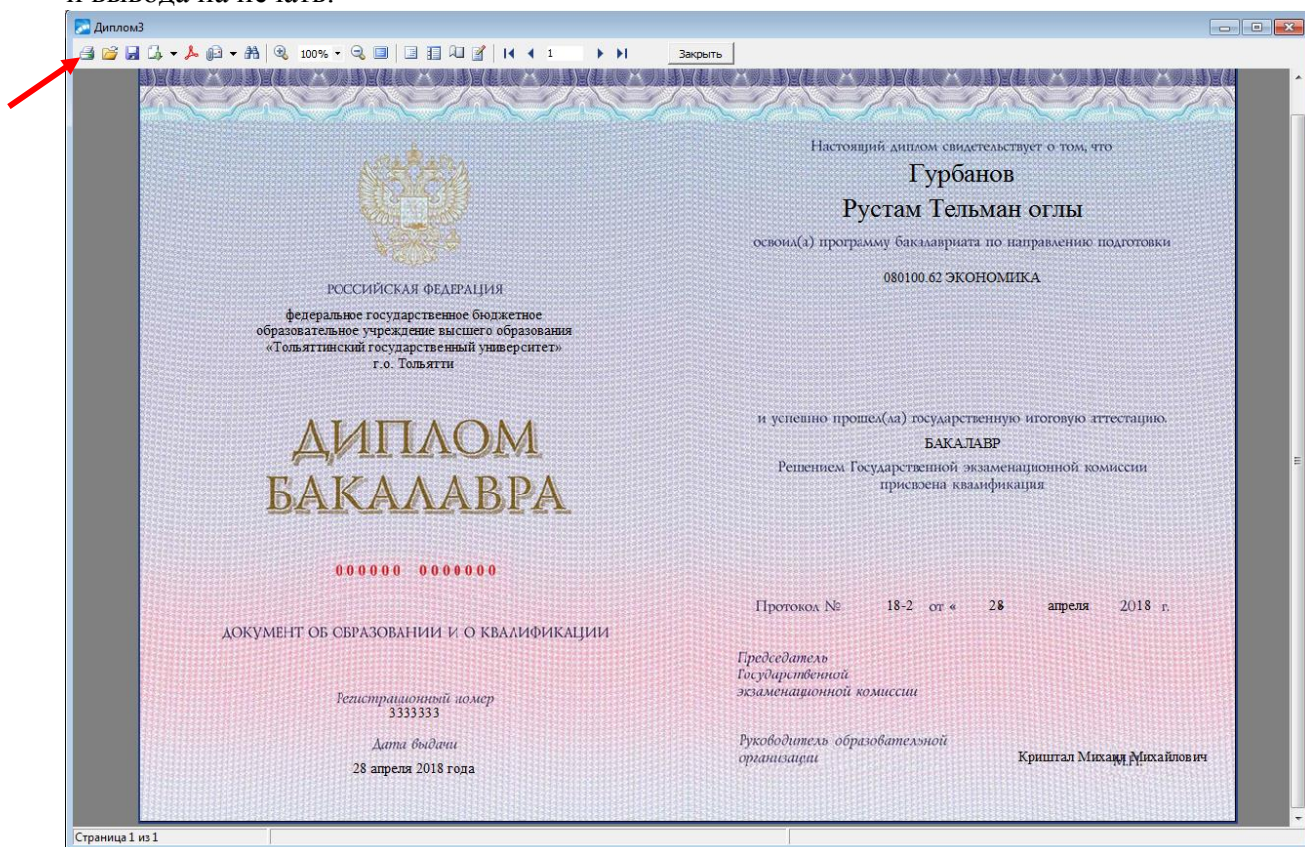 и вывода на печать.
Диплом3
100%
1
Закрыть
РОССИЙСКАЯ ФЕДЕРАЦИЯ
федеральное государственное бюджетное
образовательное учреждение высшего образования
«Тольяттинский государственный университет»
г.о. Тольятти
ДИПЛОМ
БАКАЛАВРА
000000 0000000
ДОКУМЕНТ ОБ ОБРАЗОВАНИИ И О КВАЛИФИКАЦИИ
Регистрационный номер
3333333
Дата выдачи
28 апреля 2018 года
Настоящий диплом свидетельствует о том, что
Гурбанов
Рустам Тельман оглы
освоил(а) программу бакалавриата по направлению подготовки
080100.62 ЭКОНОМИКА
и успешно прошел(ла) государственную итоговую аттестацию.
БАКАЛАВР
Решением Государственной экзаменационной комиссии
присвоена квалификация
Протокол № 18-2 от « 28 апреля 2018 г.
Председатель
Государственной
экзаменационной комиссии
Руководитель образовательной
организации
Криштал Михаил Михайлович
М.П.
Страница 1 из 1